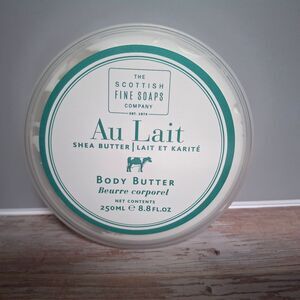 THE
SCOTTISH
FINE SOAPS
COMPANY
EST. 1974
Au Lait
SHEA BUTTER | LAIT ET KARITÉ
BODY BUTTER
Beurre corporel
NET CONTENTS
250ML ℮ 8.8FL.OZ